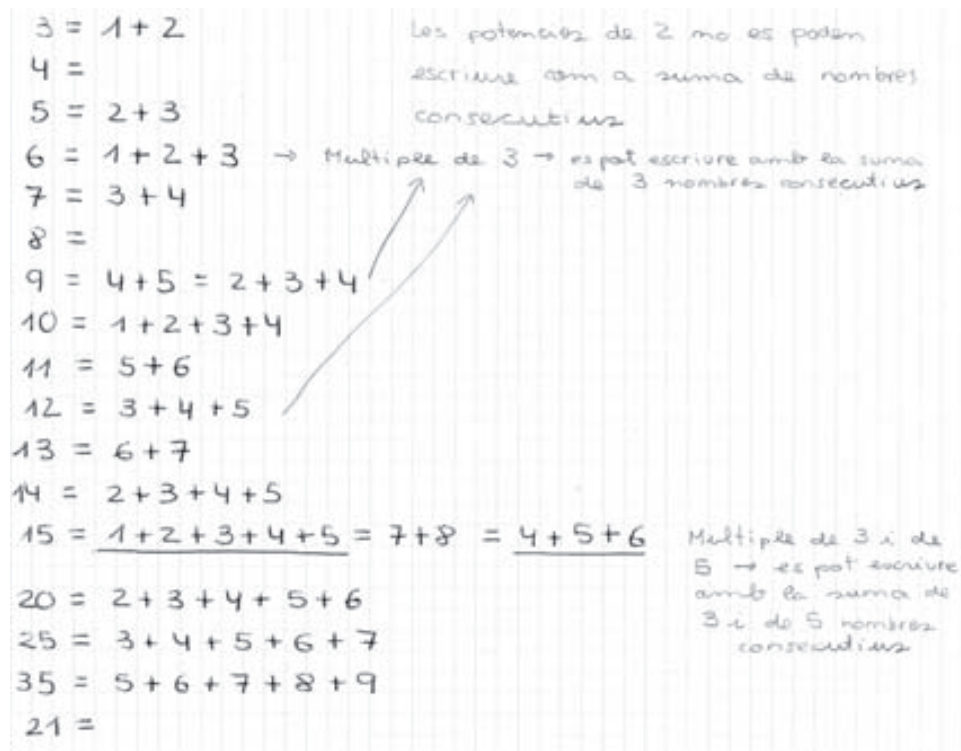 3 = 1 + 2
Les potencies de 2 no es poden
4 =
escriure com a suma de nombres
5 = 2 + 3
consecutius
6 = 1 + 2 + 3 → Multiple de 3 → es pot escriure amb la suma
de 3 nombres consecutius
7 = 3 + 4
8 =
9 = 4 + 5 = 2 + 3 + 4
10 = 1 + 2 + 3 + 4
11 = 5 + 6
12 = 3 + 4 + 5
13 = 6 + 7
14 = 2 + 3 + 4 + 5
15 = 1 + 2 + 3 + 4 + 5 = 7 + 8 = 4 + 5 + 6
Multiple de 3 i de
5 → es pot escriure
amb la suma de
3 i de 5 nombres
consecutius
20 = 2 + 3 + 4 + 5 + 6
25 = 3 + 4 + 5 + 6 + 7
35 = 5 + 6 + 7 + 8 + 9
21 =